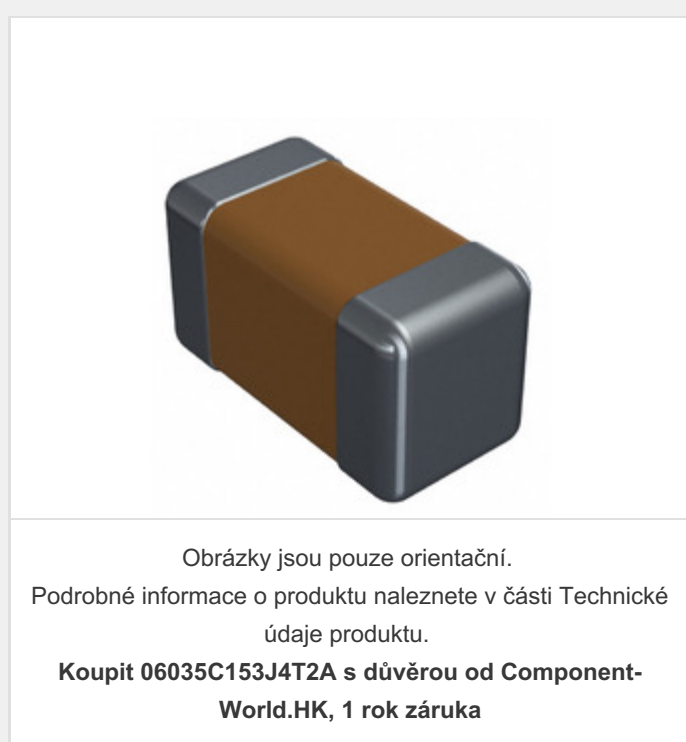 Obrázky jsou pouze orientační.
Podrobné informace o produktu naleznete v části Technické
údaje produktu.
Koupit 06035C153J4T2A s důvěrou od Component-
World.HK, 1 rok záruka